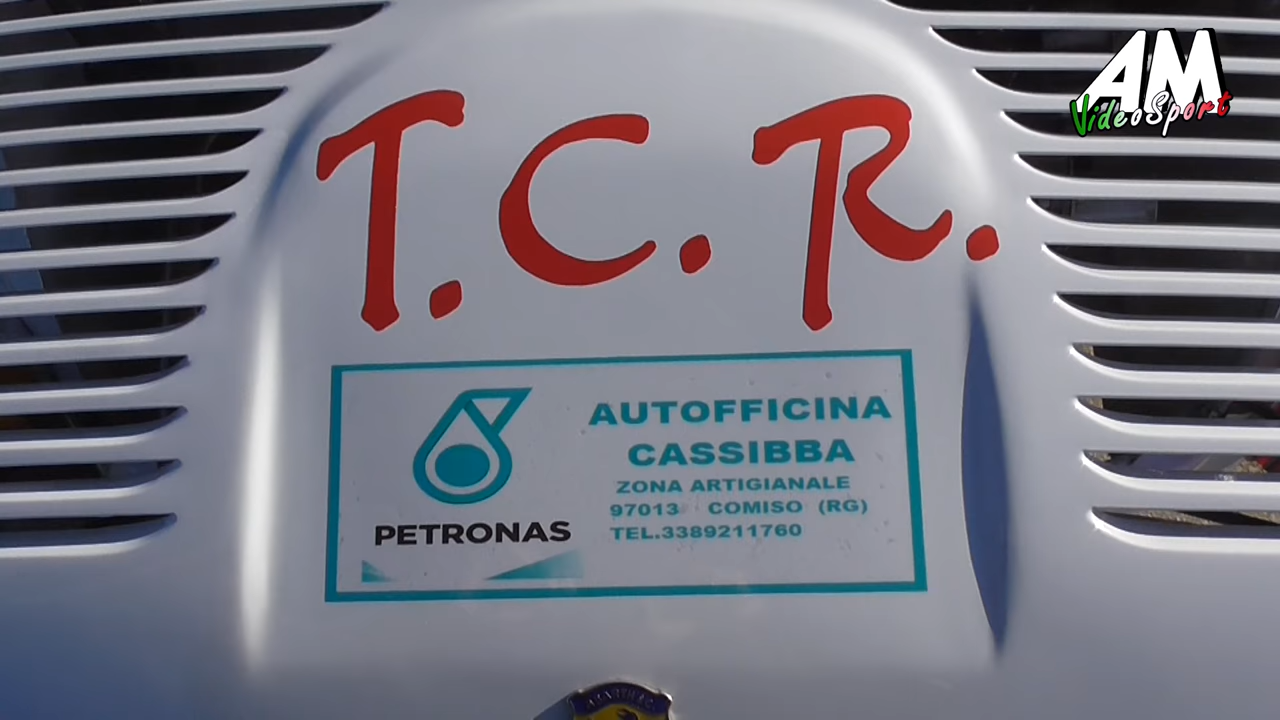 AM
VideoSport
T.C.R.
AUTOFFICINA
CASSIBBA
ZONA ARTIGIANALE
97013 COMISO (RG)
TEL.3389211760
PETRONAS